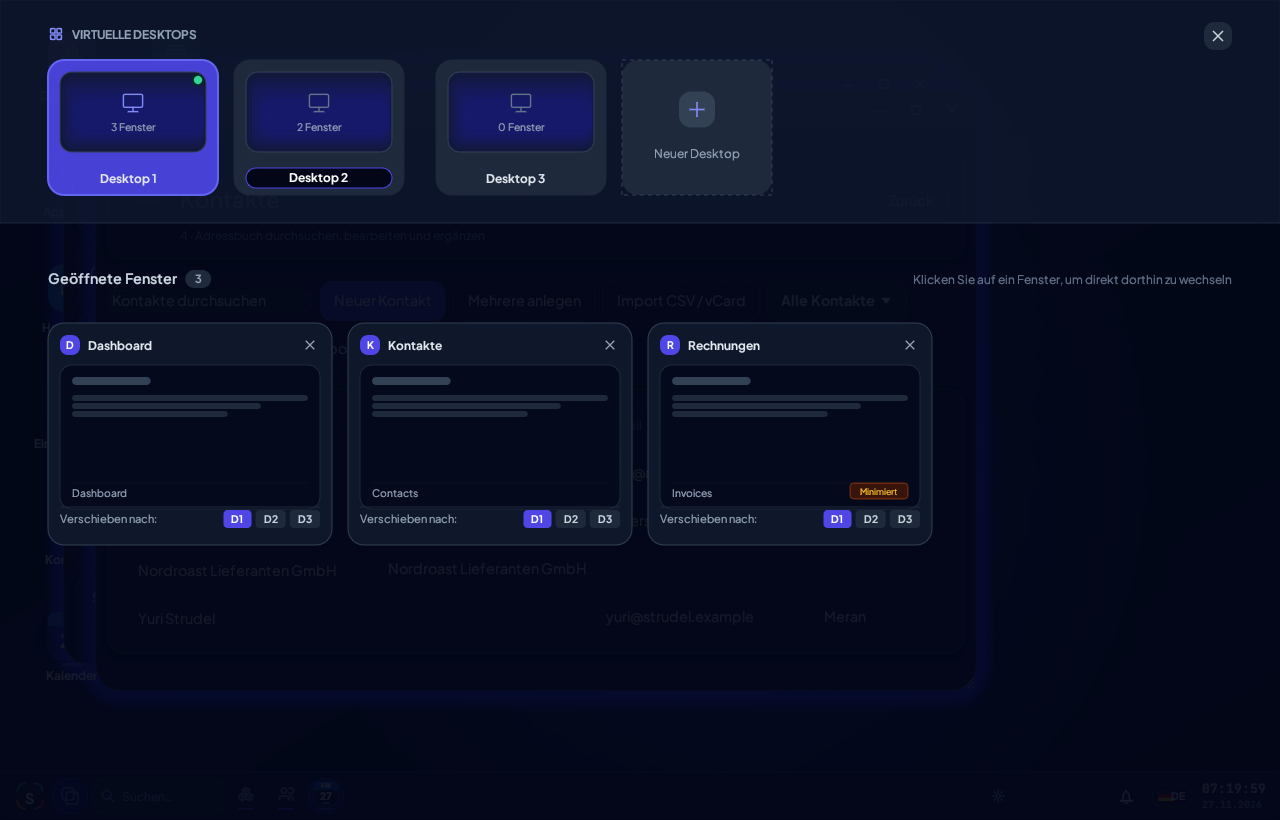 VIRTUELLE DESKTOPS
3 Fenster
2 Fenster
0 Fenster
Desktop 1
Desktop 2
Desktop 3
Neuer Desktop
Kontakte
Zurück
4 · Adressbuch durchsuchen, bearbeiten und ergänzen
Geöffnete Fenster 3
Klicken Sie auf ein Fenster, um direkt dorthin zu wechseln
Kontakte durchsuchen
Neuer Kontakt
Mehrere anlegen
Import CSV / vCard
Alle Kontakte
D Dashboard
K Kontakte
R Rechnungen
Dashboard
Contacts
Invoices
Minimiert
Verschieben nach: D1 D2 D3
Verschieben nach: D1 D2 D3
Verschieben nach: D1 D2 D3
Nordroast Lieferanten GmbH
Nordroast Lieferanten GmbH
Yuri Strudel
yuri@strudel.example
Meran
Kalender
S
Suchen...
27
DE
07:19:59
27.11.2026